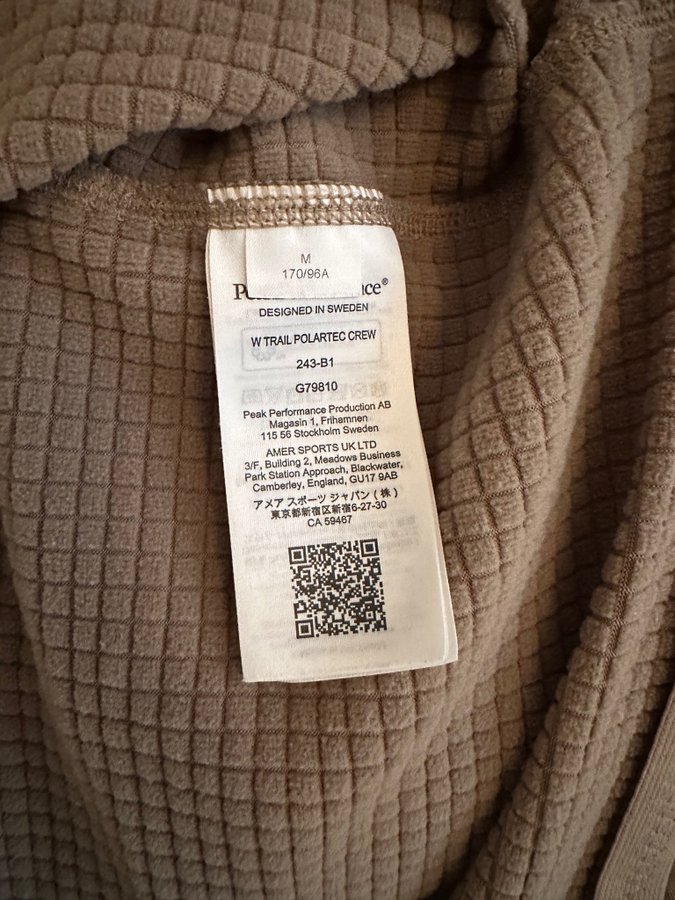 M
170/96A
DESIGNED IN SWEDEN
W TRAIL POLARTEC CREW
243-B1
G79810
Peak Performance Production AB
Magasin 1, Frihamnen
115 56 Stockholm Sweden
AMER SPORTS UK LTD
3/F, Building 2, Meadows Business
Park Station Approach, Blackwater,
Camberley, England, GU17 9AB
アメア スポーツ ジャパン (株)
東京都新宿区新宿6-27-30
CA 59467